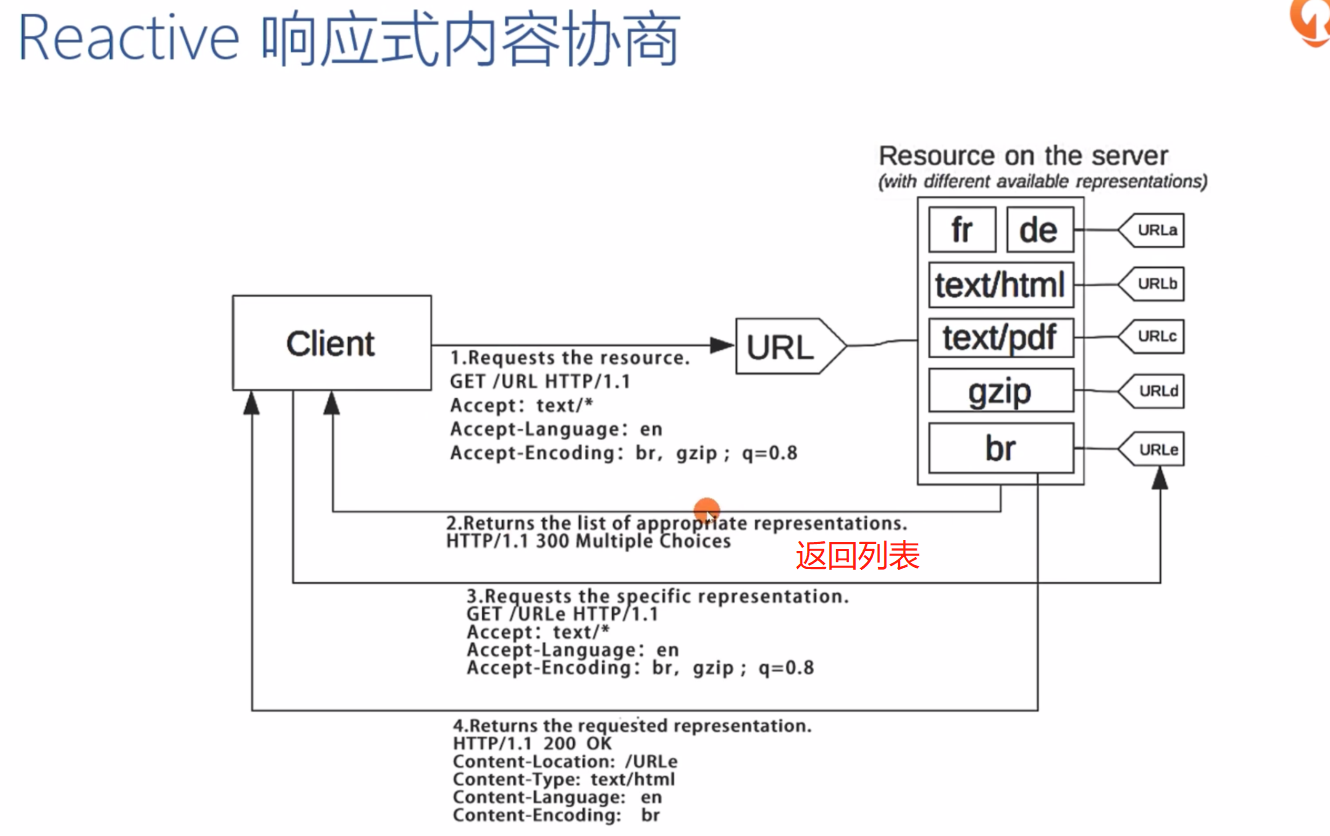 Reactive 响应式内容协商
Resource on the server
(with different available representations)
fr
de
URLa
text/html
URLb
text/pdf
URLc
gzip
URLd
br
URLe
Client
URL
1.Requests the resource.
GET /URL HTTP/1.1
Accept: text/*
Accept-Language: en
Accept-Encoding: br, gzip ; q=0.8
2.Returns the list of appropriate representations.
HTTP/1.1 300 Multiple Choices
返回列表
3.Requests the specific representation.
GET /URLe HTTP/1.1
Accept: text/*
Accept-Language: en
Accept-Encoding: br, gzip ; q=0.8
4.Returns the requested representation.
HTTP/1.1 200 OK
Content-Location: /URLe
Content-Type: text/html
Content-Language: en
Content-Encoding: br